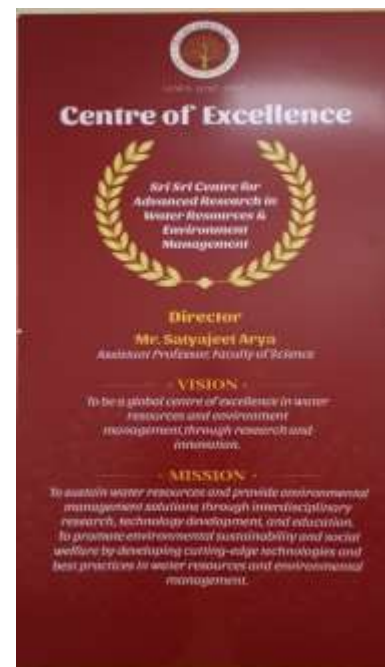 Centre of Excellence
Sri Sri Centre for
Advanced Research in
Water Resources &
Environment
Management
Director
Mr. Satyajeet Arya
Assistant Professor, Faculty of Science
- VISION -
To be a global centre of excellence in water
resources and environment
management through research and
innovation.
- MISSION -
To sustain water resources and provide environmental
management solutions through interdisciplinary
research, technology development, and education.
To promote environmental sustainability and social
welfare by developing cutting-edge technologies and
best practices in water resources and environmental
management.